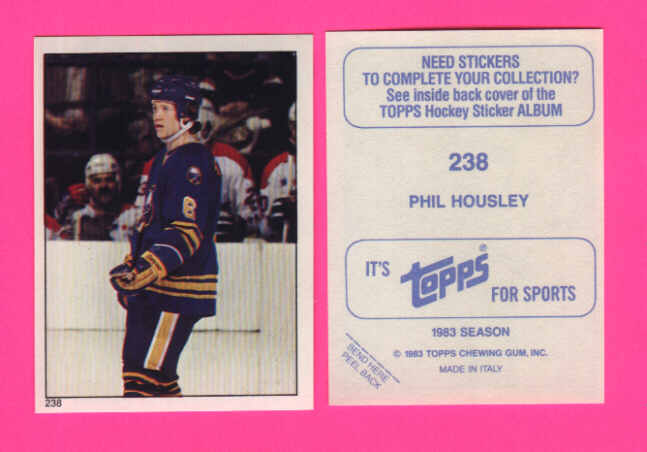 6
20
238
NEED STICKERS
TO COMPLETE YOUR COLLECTION?
See inside back cover of the
TOPPS Hockey Sticker ALBUM
238
PHIL HOUSLEY
IT'S topps® FOR SPORTS
1983 SEASON
© 1983 TOPPS CHEWING GUM, INC.
MADE IN ITALY
BEND HERE
PEEL BACK